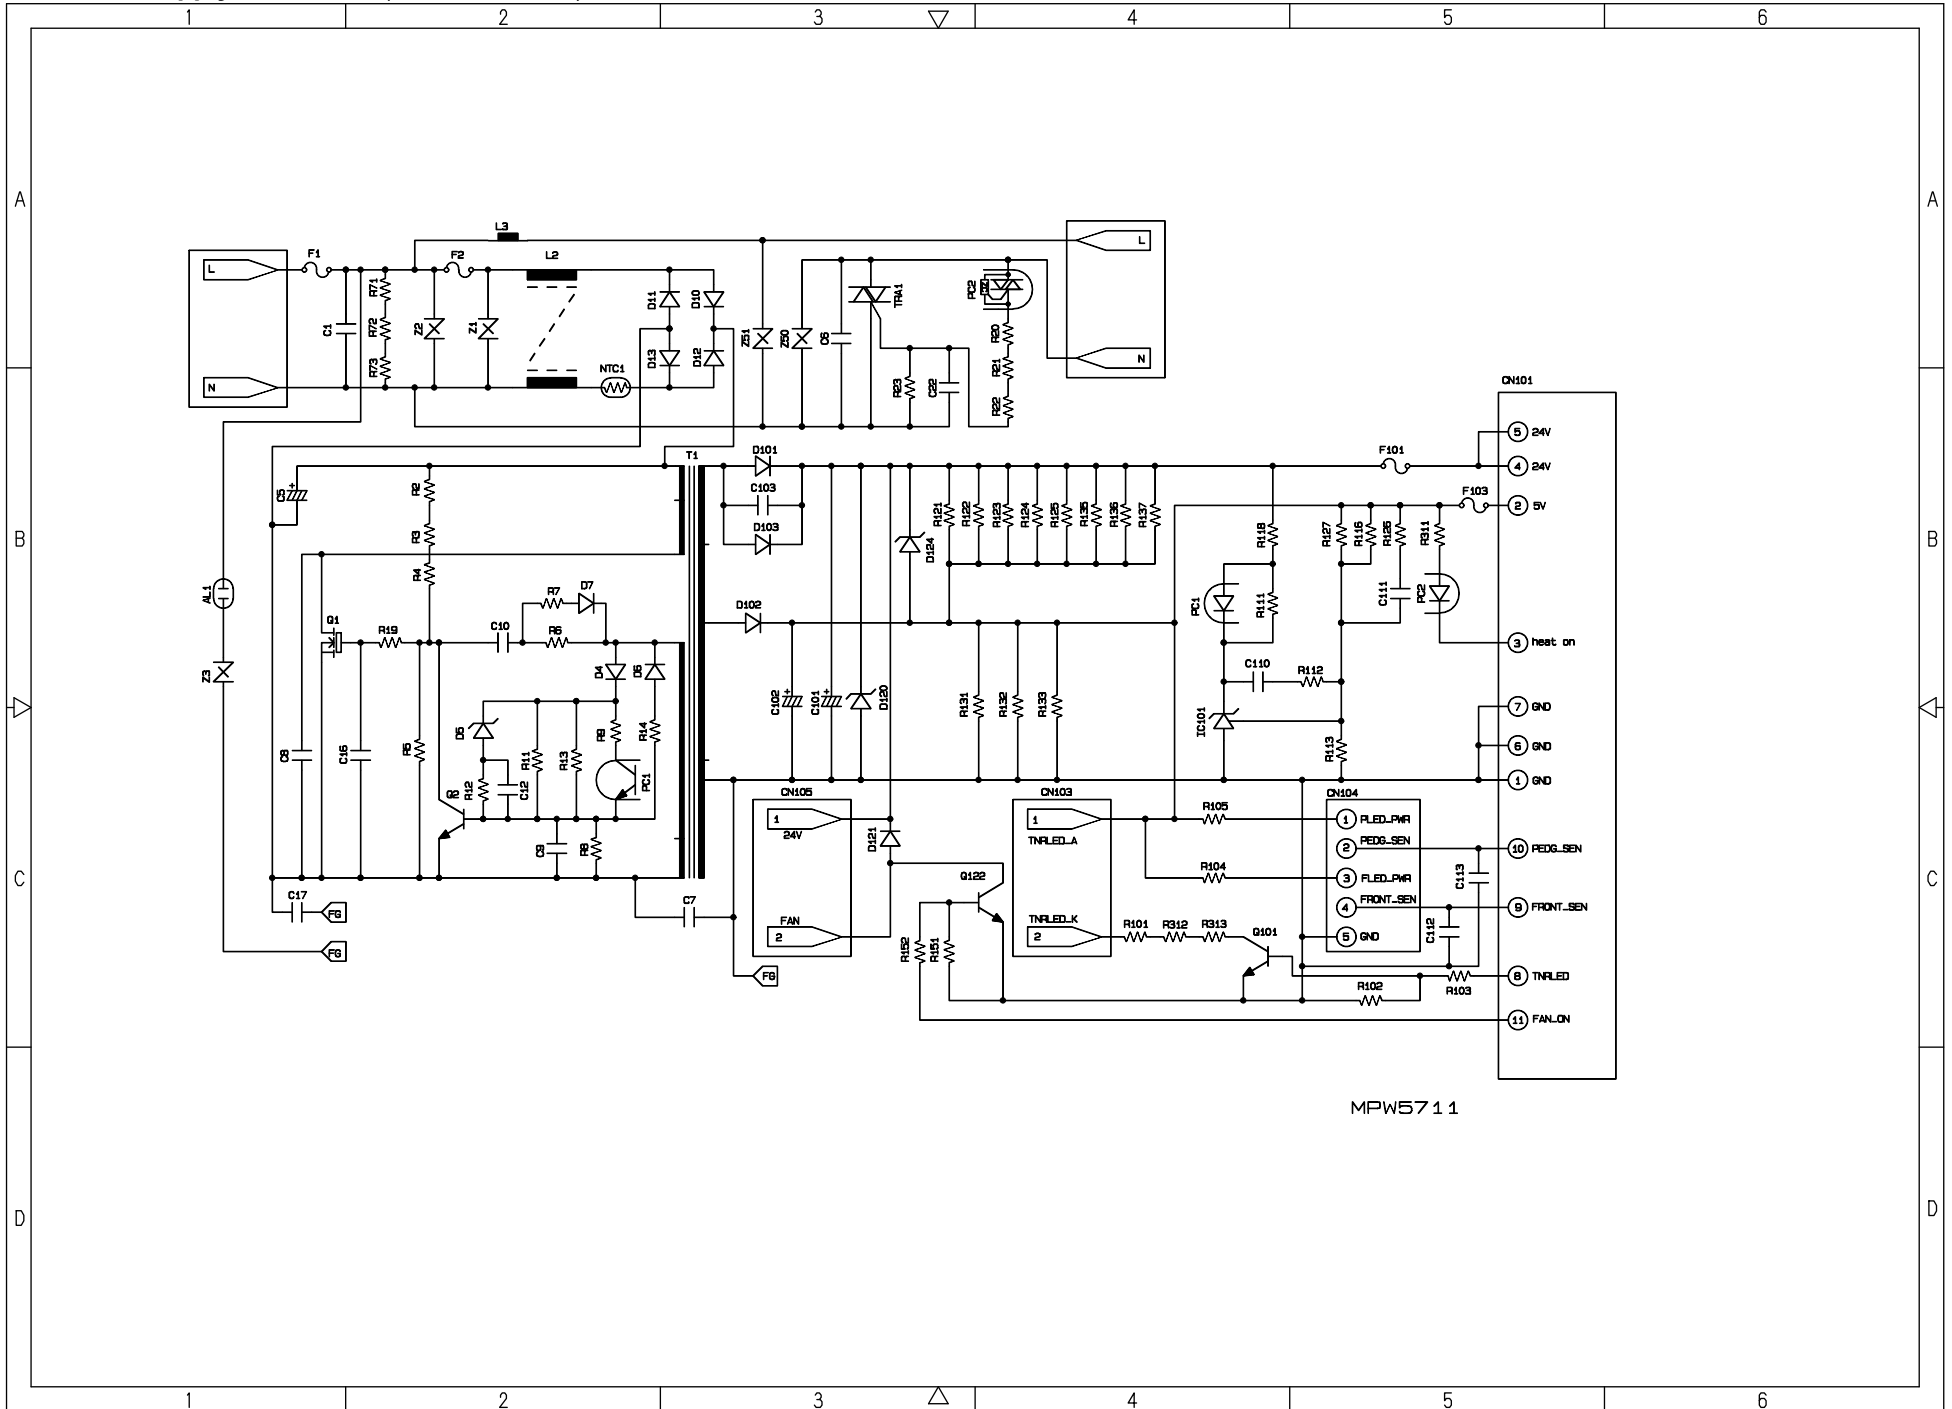 1 2 3 4 5 6
A A
L3
L F1 F2 L2 L
R71 D11 D10 TRA1 PC2
C1 R72 Z2 Z1 Z51 Z50 C6 R20
N R73 NTC1 D13 D12 R23 C22 R21 N
R22
CN101
5 24V
T1 D101 F101 4 24V
C5 R2 C103 F103 2 5V
R121 R122 R123 R124 R125 R135 R136 R137 R118 R127 R116 R126 R311
B R3 D103 D124 B
R4 C111 PC2
AL1 R7 D7 D102 PC1 R111
Q1 R19 C10 R6 3 heat on
Z3 D4 D6 C110 R112
C102 C101 D120 R131 R132 R133 7 GND
D5 R9 R14 IC101
C8 C16 R5 R11 R13 R113 6 GND
R12 C12 PC1 1 GND
Q2 CN105 CN103 CN104
1 24V 1 TNRLED_A R105 1 PLED_PWR
D121 2 PEDG_SEN 10 PEDG_SEN
C9 R8 R104 3 FLED_PWR C113
C C17 FG C7 Q122 4 FRONT_SEN 9 FRONT_SEN C
FAN TNRLED_K C112
2 2 R101 R312 R313 Q101 5 GND
FG R152 R151
FG R103 8 TNRLED
R102
11 FAN_ON
MPW5711
D D
1 2 3 4 5 6